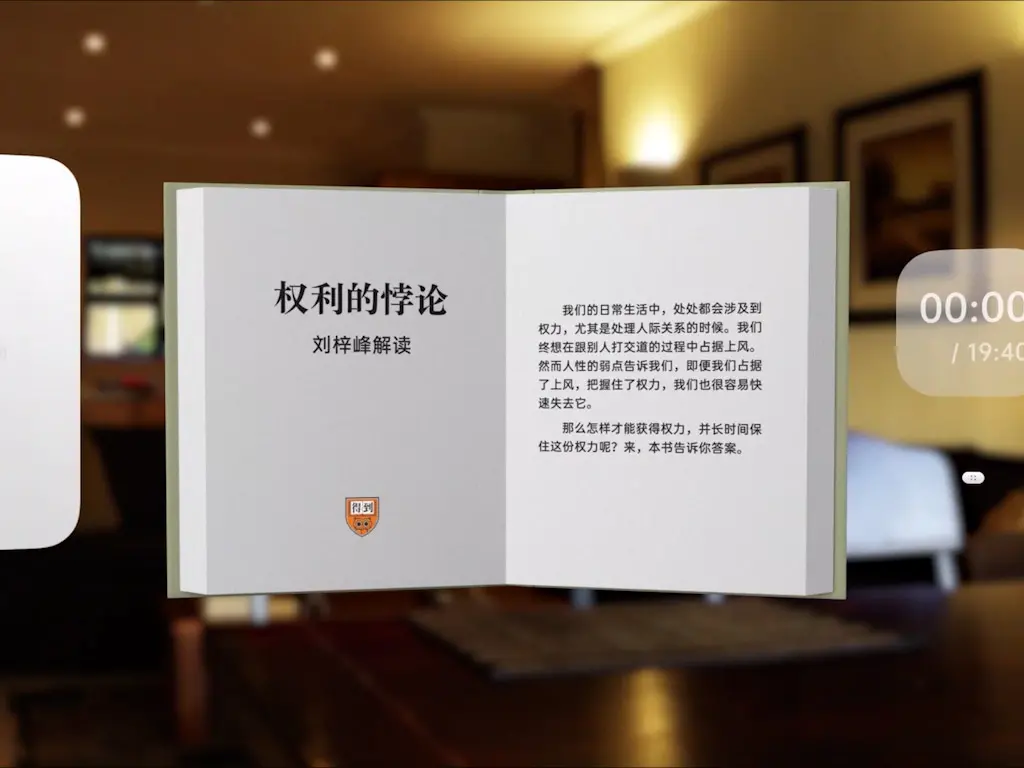 权利的悖论
刘梓峰解读
得到
我们的日常生活中，处处都会涉及到
权力，尤其是处理人际关系的时候。我们
终想在跟别人打交道的过程中占据上风。
然而人性的弱点告诉我们，即便我们占据
了上风，把握住了权力，我们也很容易快
速失去它。
那么怎样才能获得权力，并长时间保
住这份权力呢？来，本书告诉你答案。
00:00
/ 19:40